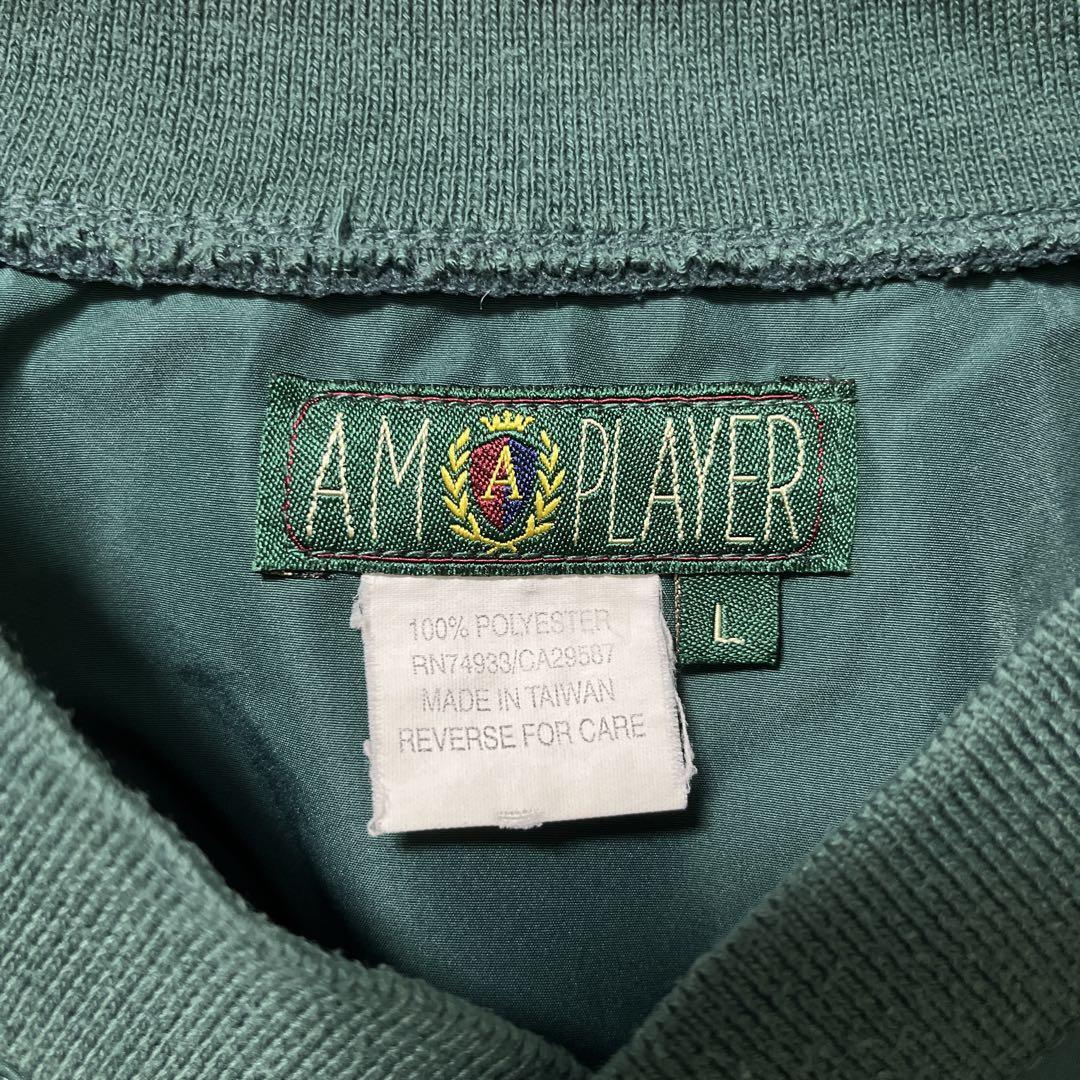 AM A PLAYER
L
100% POLYESTER
RN74933/CA29587
MADE IN TAIWAN
REVERSE FOR CARE